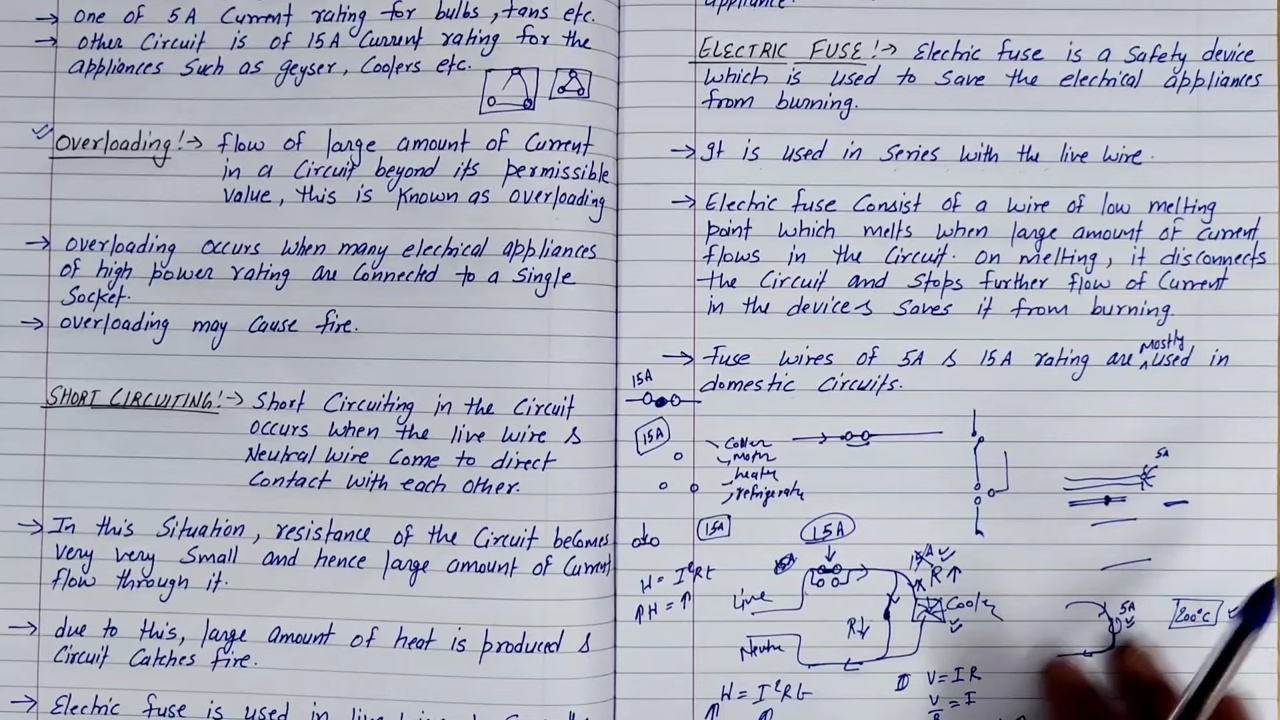 → One of 5A Current rating for bulbs, fans etc.
→ Other Circuit is of 15A Current rating for the
appliances Such as geyser, Coolers etc.
Overloading!→ flow of large amount of Current
in a Circuit beyond its permissible
value, this is known as overloading
→ overloading occurs when many electrical appliances
of high power rating are Connected to a Single
Socket.
→ overloading may Cause fire.
SHORT CIRCUITING!→ Short Circuiting in the Circuit
occurs when the live wire &
Neutral wire Come to direct
Contact with each other.
→ In this Situation, resistance of the Circuit becomes
very very Small and hence large amount of Current
flow through it.
→ due to this, large amount of heat is produced &
Circuit Catches fire.
→ Electric fuse is used in live
appliance.
ELECTRIC FUSE!→ Electric fuse is a Safety device
which is used to Save the electrical appliances
from burning.
→ It is used in Series with the live wire.
→ Electric fuse Consist of a wire of low melting
point which melts when large amount of Current
flows in the Circuit. On melting, it disconnects
the Circuit and Stops further flow of Current
in the device & Saves it from burning.
→ Fuse wires of 5A & 15A rating are mostly used in
domestic Circuits.
15A
15A
Cooler
motor
heater
refrigerator
5A
15A
15A
H = I²Rt
↑H = ↑
Live
R↑
Cooler
R↓
Neutral
5A
200°C
H = I²Rt
V = IR
V/R = I